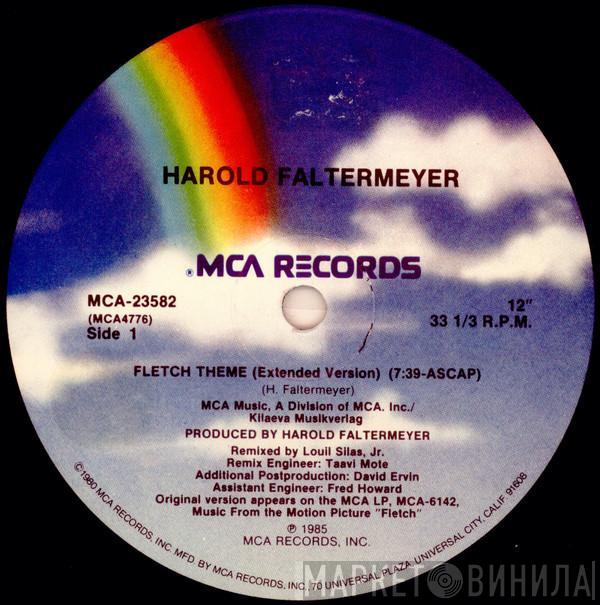 HAROLD FALTERMEYER
® MCA RECORDS
MCA-23582
(MCA4776)
Side 1
12"
33 1/3 R.P.M.
FLETCH THEME (Extended Version) (7:39-ASCAP)
(H. Faltermeyer)
MCA Music, A Division of MCA. Inc./
Kilaeva Musikverlag
PRODUCED BY HAROLD FALTERMEYER
Remixed by Louil Silas, Jr.
Remix Engineer: Taavi Mote
Additional Postproduction: David Ervin
Assistant Engineer: Fred Howard
Original version appears on the MCA LP, MCA-6142,
Music From the Motion Picture "Fletch"
℗ 1985
MCA RECORDS, INC.
©1980 MCA RECORDS, INC. MFD. BY MCA RECORDS, INC., 70 UNIVERSAL PLAZA, UNIVERSAL CITY, CALIF. 91608
МАРКЕТ ВИНИЛА